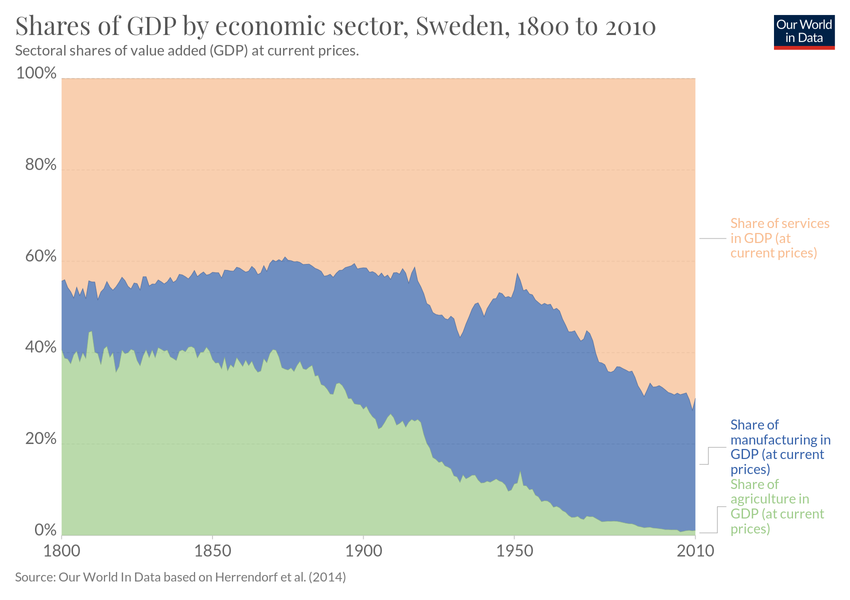 Shares of GDP by economic sector, Sweden, 1800 to 2010
Sectoral shares of value added (GDP) at current prices.
Our World
in Data
100%
80%
60%
40%
20%
0%
1800
1850
1900
1950
2010
Share of services
in GDP (at
current prices)
Share of
manufacturing in
GDP (at current
prices)
Share of
agriculture in
GDP (at current
prices)
Source: Our World In Data based on Herrendorf et al. (2014)